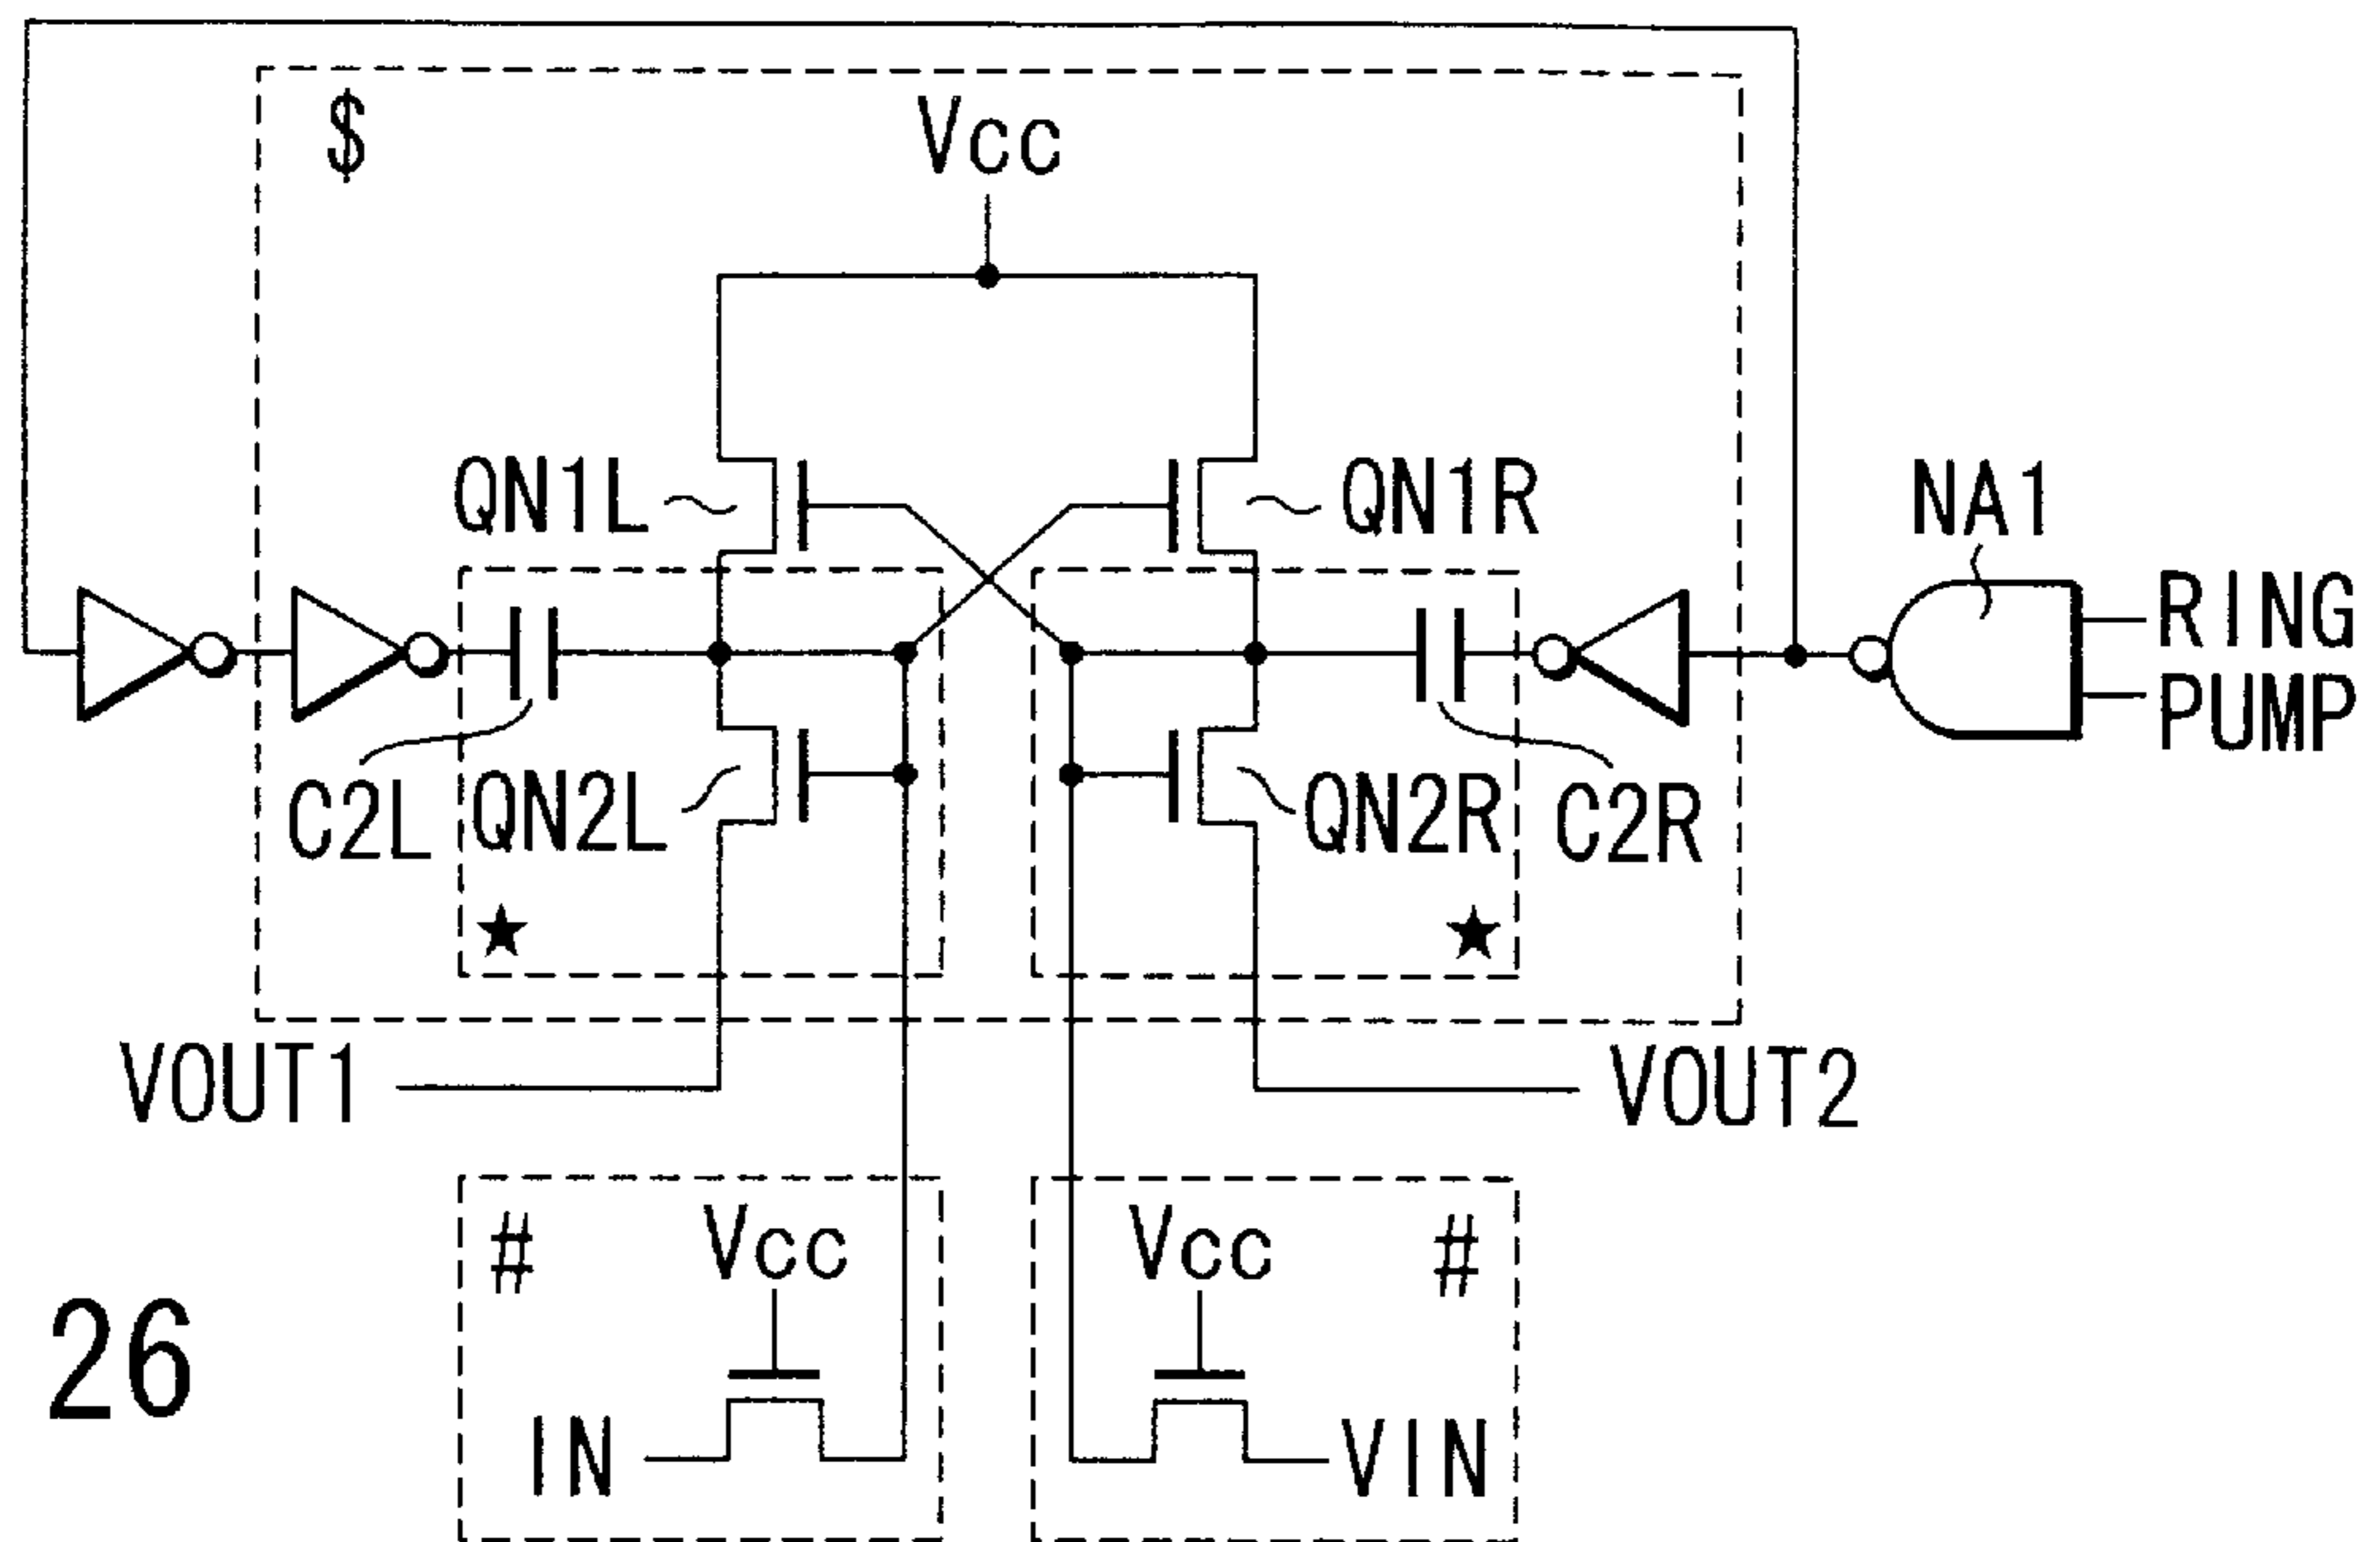 $
Vcc
QN1L
QN1R
NA1
RING
PUMP
C2L
QN2L
QN2R
C2R
★
★
VOUT1
VOUT2
#
Vcc
Vcc
#
IN
VIN
26